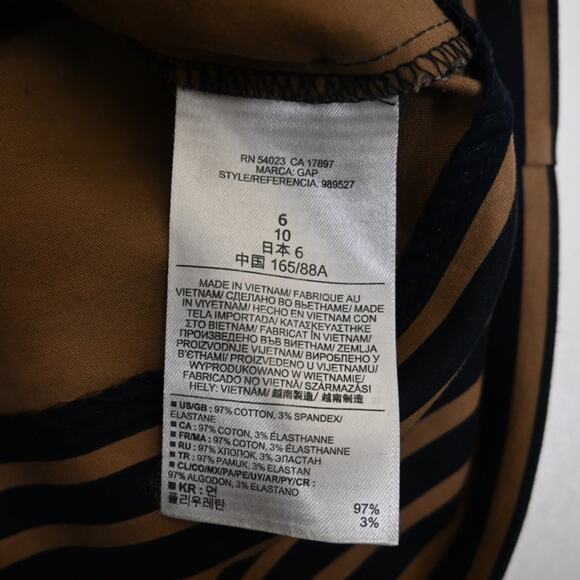 RN 54023 CA 17897
MARCA: GAP
STYLE/REFERENCIA: 989527
6
10
日本 6
中国 165/88A
MADE IN VIETNAM/ FABRIQUE AU
VIETNAM/ СДЕЛАНО ВО ВЬЕТНАМЕ/ MADE
IN VIYETNAM/ HECHO EN VIETNAM CON
TELA IMPORTADA/ ΚΑΤΑΣΚΕΥΑΣΤΗΚΕ
ΣΤΟ ΒΙΕΤΝΑΜ/ FABRICAT ÎN VIETNAM/
ПРОИЗВЕДЕНО ВЪВ ВИЕТНАМ/ ZEMLJA
PROIZVODNJE VIJETNAM/ ВИРОБЛЕНО У
В'ЄТНАМІ/ PROIZVEDENO U VIJETNAMU/
WYPRODUKOWANO W WIETNAMIE/
FABRICADO NO VIETNÃ/ SZÁRMAZÁSI
HELY: VIETNAM/ 越南製造/ 越南制造
■ US/GB : 97% COTTON, 3% SPANDEX/
ELASTANE
■ CA : 97% COTON, 3% ÉLASTHANNE
■ FR/MA : 97% COTON, 3% ÉLASTHANNE
■ RU : 97% ХЛОПОК, 3% ЭЛАСТАН
■ TR : 97% PAMUK, 3% ELASTAN
■ CL/CO/MX/PA/PE/UY/AR/PY/CR :
97% ALGODÓN, 3% ELASTANO
■ KR : 면 97%
폴리우레탄 3%